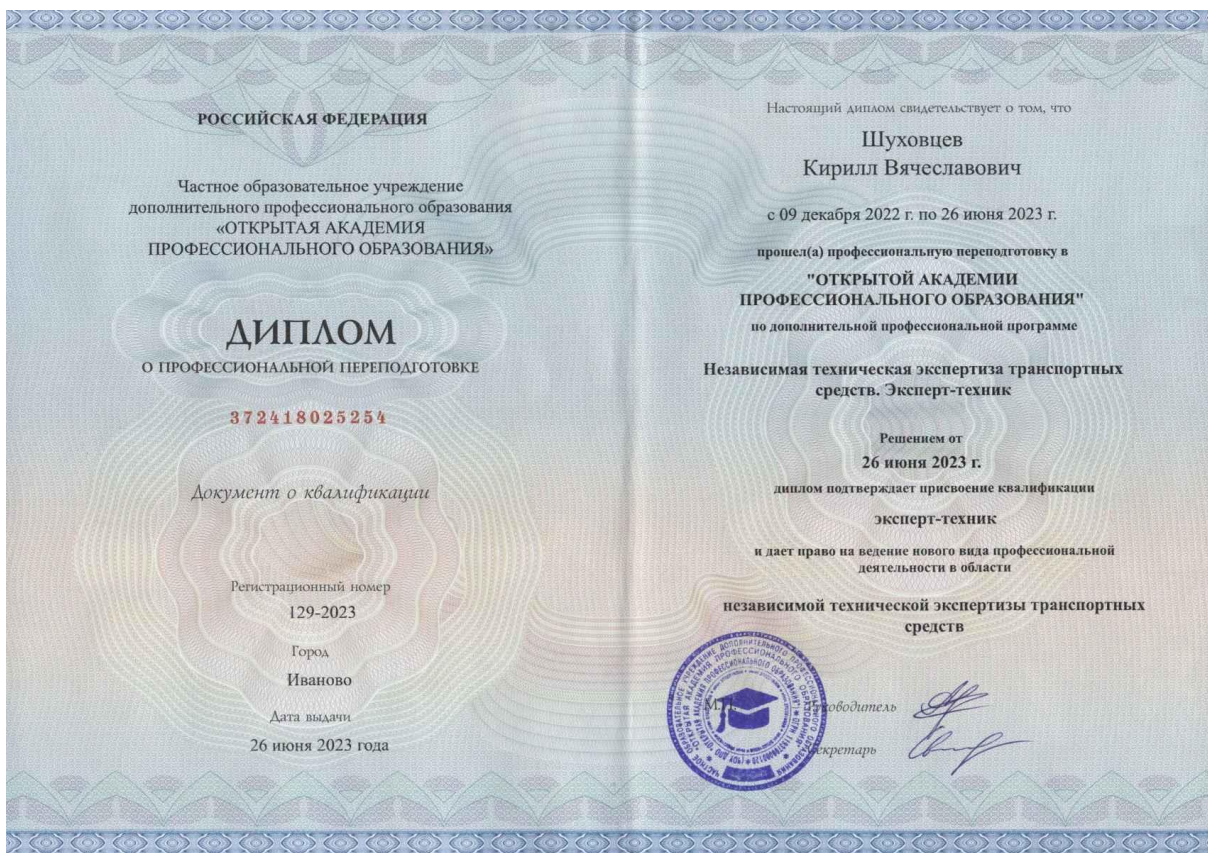 РОССИЙСКАЯ ФЕДЕРАЦИЯ
Частное образовательное учреждение
дополнительного профессионального образования
«ОТКРЫТАЯ АКАДЕМИЯ
ПРОФЕССИОНАЛЬНОГО ОБРАЗОВАНИЯ»
ДИПЛОМ
О ПРОФЕССИОНАЛЬНОЙ ПЕРЕПОДГОТОВКЕ
372418025254
Документ о квалификации
Регистрационный номер
129-2023
Город
Иваново
Дата выдачи
26 июня 2023 года
Настоящий диплом свидетельствует о том, что
Шуховцев
Кирилл Вячеславович
с 09 декабря 2022 г. по 26 июня 2023 г.
прошел(а) профессиональную переподготовку в
"ОТКРЫТОЙ АКАДЕМИИ
ПРОФЕССИОНАЛЬНОГО ОБРАЗОВАНИЯ"
по дополнительной профессиональной программе
Независимая техническая экспертиза транспортных
средств. Эксперт-техник
Решением от
26 июня 2023 г.
диплом подтверждает присвоение квалификации
эксперт-техник
и дает право на ведение нового вида профессиональной
деятельности в области
независимой технической экспертизы транспортных
средств
М.П.
Руководитель
Секретарь